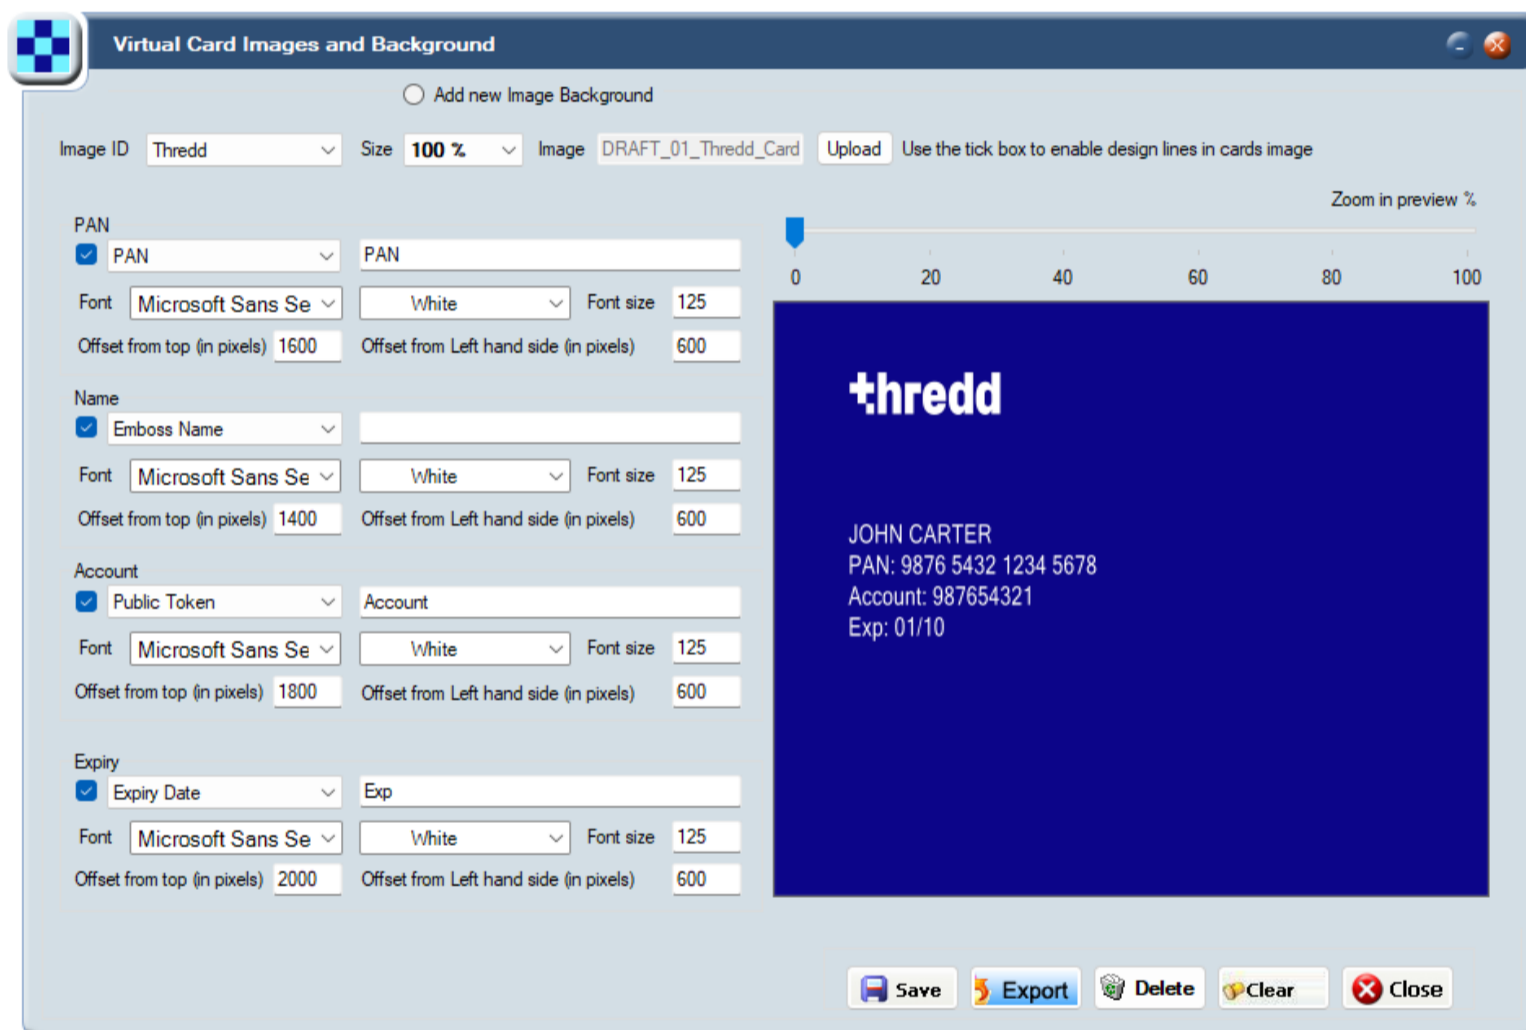 Virtual Card Images and Background
Add new Image Background
Image ID Thredd Size 100 % Image DRAFT_01_Thredd_Card Upload Use the tick box to enable design lines in cards image
Zoom in preview %
0 20 40 60 80 100
PAN
PAN PAN
Font Microsoft Sans Se White Font size 125
Offset from top (in pixels) 1600 Offset from Left hand side (in pixels) 600
Name
Emboss Name
Font Microsoft Sans Se White Font size 125
Offset from top (in pixels) 1400 Offset from Left hand side (in pixels) 600
Account
Public Token Account
Font Microsoft Sans Se White Font size 125
Offset from top (in pixels) 1800 Offset from Left hand side (in pixels) 600
Expiry
Expiry Date Exp
Font Microsoft Sans Se White Font size 125
Offset from top (in pixels) 2000 Offset from Left hand side (in pixels) 600
thredd
JOHN CARTER
PAN: 9876 5432 1234 5678
Account: 987654321
Exp: 01/10
Save Export Delete Clear Close